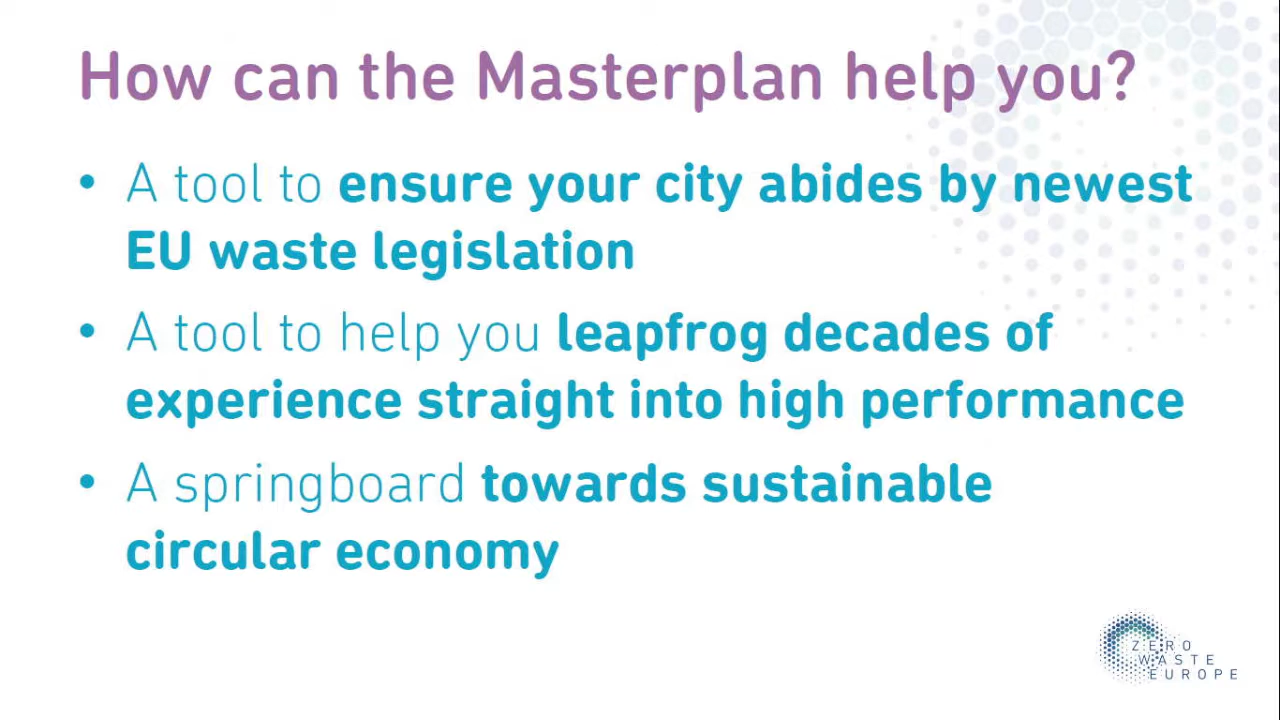 How can the Masterplan help you?
• A tool to ensure your city abides by newest
EU waste legislation
• A tool to help you leapfrog decades of
experience straight into high performance
• A springboard towards sustainable
circular economy
ZERO
WASTE
EUROPE